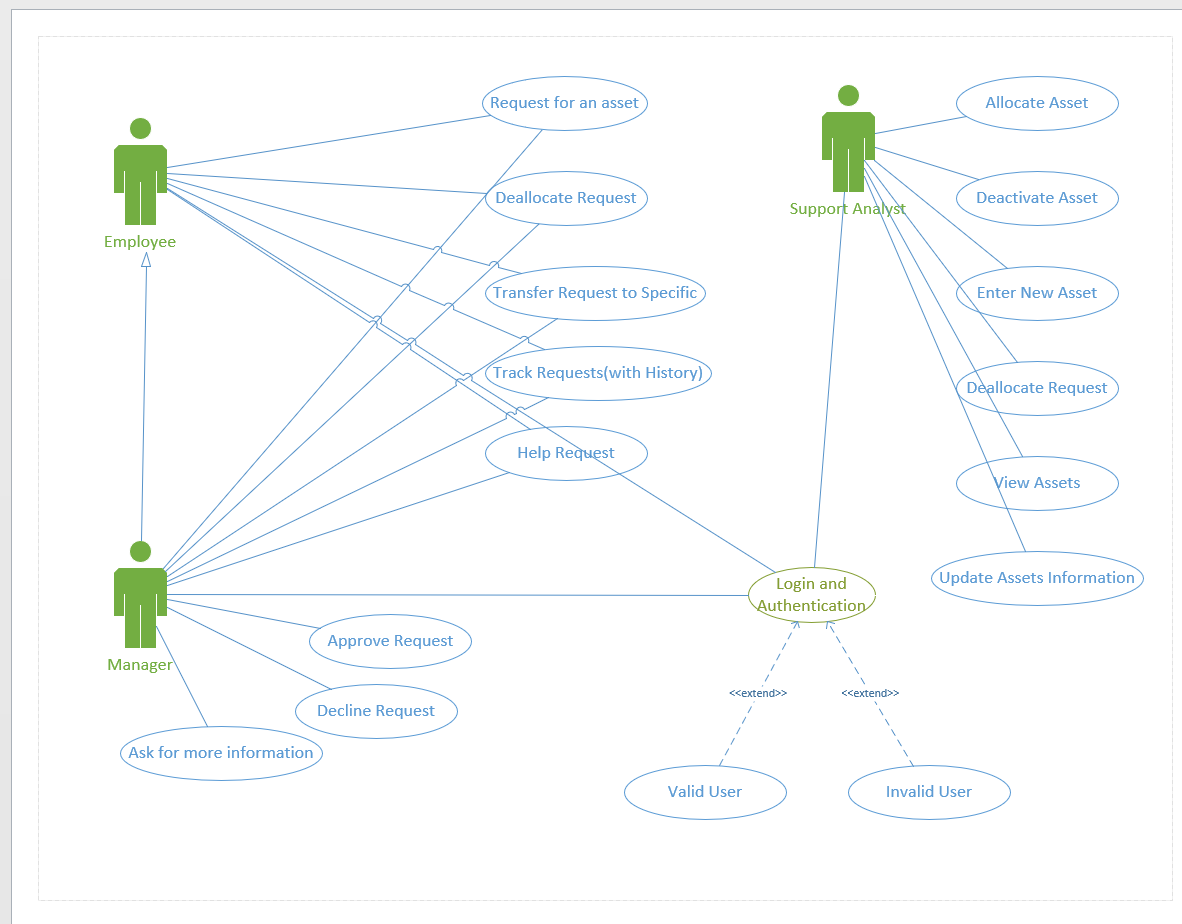 Request for an asset
Allocate Asset
Deallocate Request
Deactivate Asset
Support Analyst
Employee
Transfer Request to Specific
Enter New Asset
Track Requests(with History)
Deallocate Request
Help Request
View Assets
Update Assets Information
Login and
Authentication
Approve Request
Manager
Decline Request
<<extend>>
<<extend>>
Ask for more information
Valid User
Invalid User